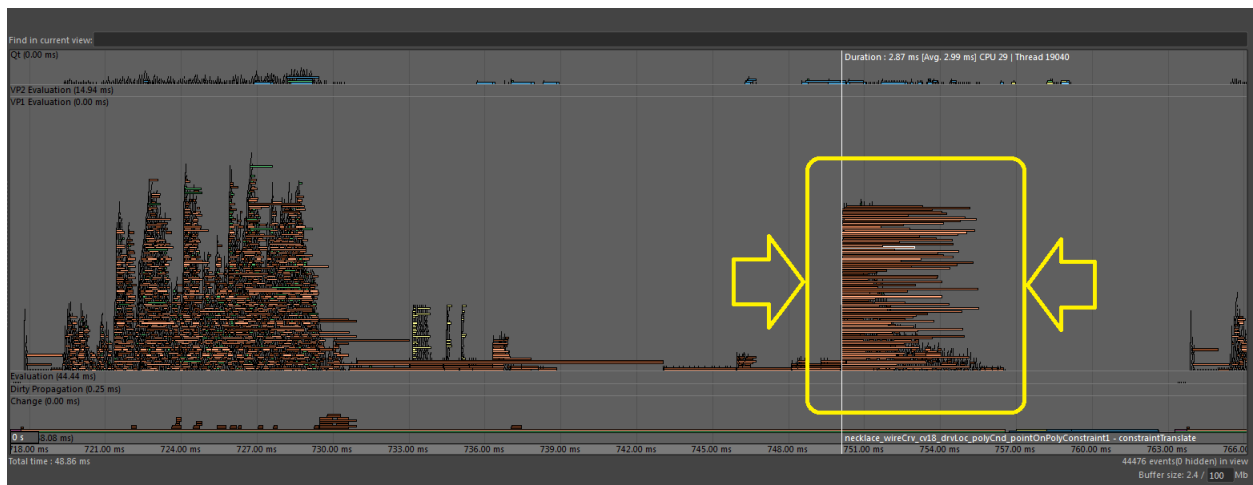 Find in current view:
Qt (0.00 ms)
Duration : 2.87 ms [Avg. 2.99 ms] CPU 29 | Thread 19040
VP2 Evaluation (14.94 ms)
VP1 Evaluation (0.00 ms)
Evaluation (44.44 ms)
Dirty Propagation (0.25 ms)
Change (0.00 ms)
0 s 8.08 ms) necklace_wireCrv_cv18_drvLoc_polyCnd_pointOnPolyConstraint1 - constraintTranslate
718.00 ms 721.00 ms 724.00 ms 727.00 ms 730.00 ms 733.00 ms 736.00 ms 739.00 ms 742.00 ms 745.00 ms 748.00 ms 751.00 ms 754.00 ms 757.00 ms 760.00 ms 763.00 ms 766.00
Total time : 48.86 ms 44476 events(0 hidden) in view
Buffer size: 2.4 / 100 Mb